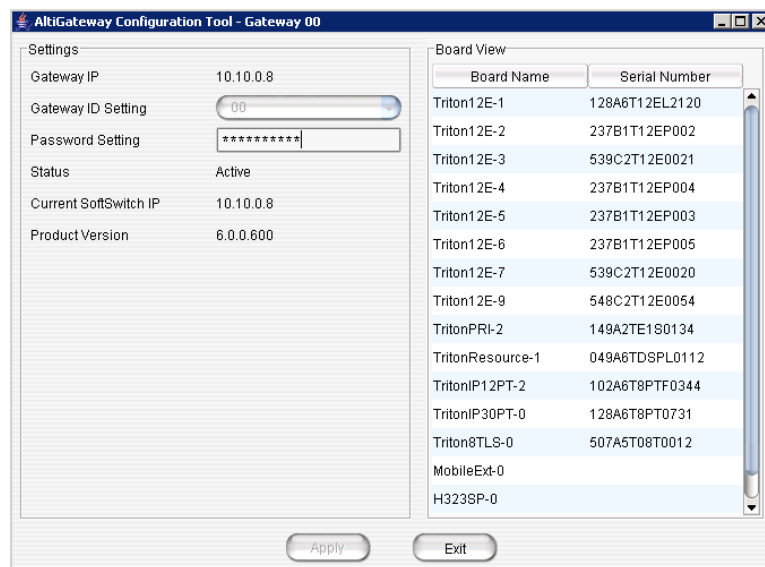 AltiGateway Configuration Tool - Gateway 00
Settings
Gateway IP 10.10.0.8
Gateway ID Setting 00
Password Setting **********
Status Active
Current SoftSwitch IP 10.10.0.8
Product Version 6.0.0.600
Board View
Board Name Serial Number
Triton12E-1 128A6T12EL2120
Triton12E-2 237B1T12EP002
Triton12E-3 539C2T12E0021
Triton12E-4 237B1T12EP004
Triton12E-5 237B1T12EP003
Triton12E-6 237B1T12EP005
Triton12E-7 539C2T12E0020
Triton12E-9 548C2T12E0054
TritonPRI-2 149A2TE1S0134
TritonResource-1 049A6TDSPL0112
TritonIP12PT-2 102A6T8PTF0344
TritonIP30PT-0 128A6T8PT0731
Triton8TLS-0 507A5T08T0012
MobileExt-0
H323SP-0
Apply Exit